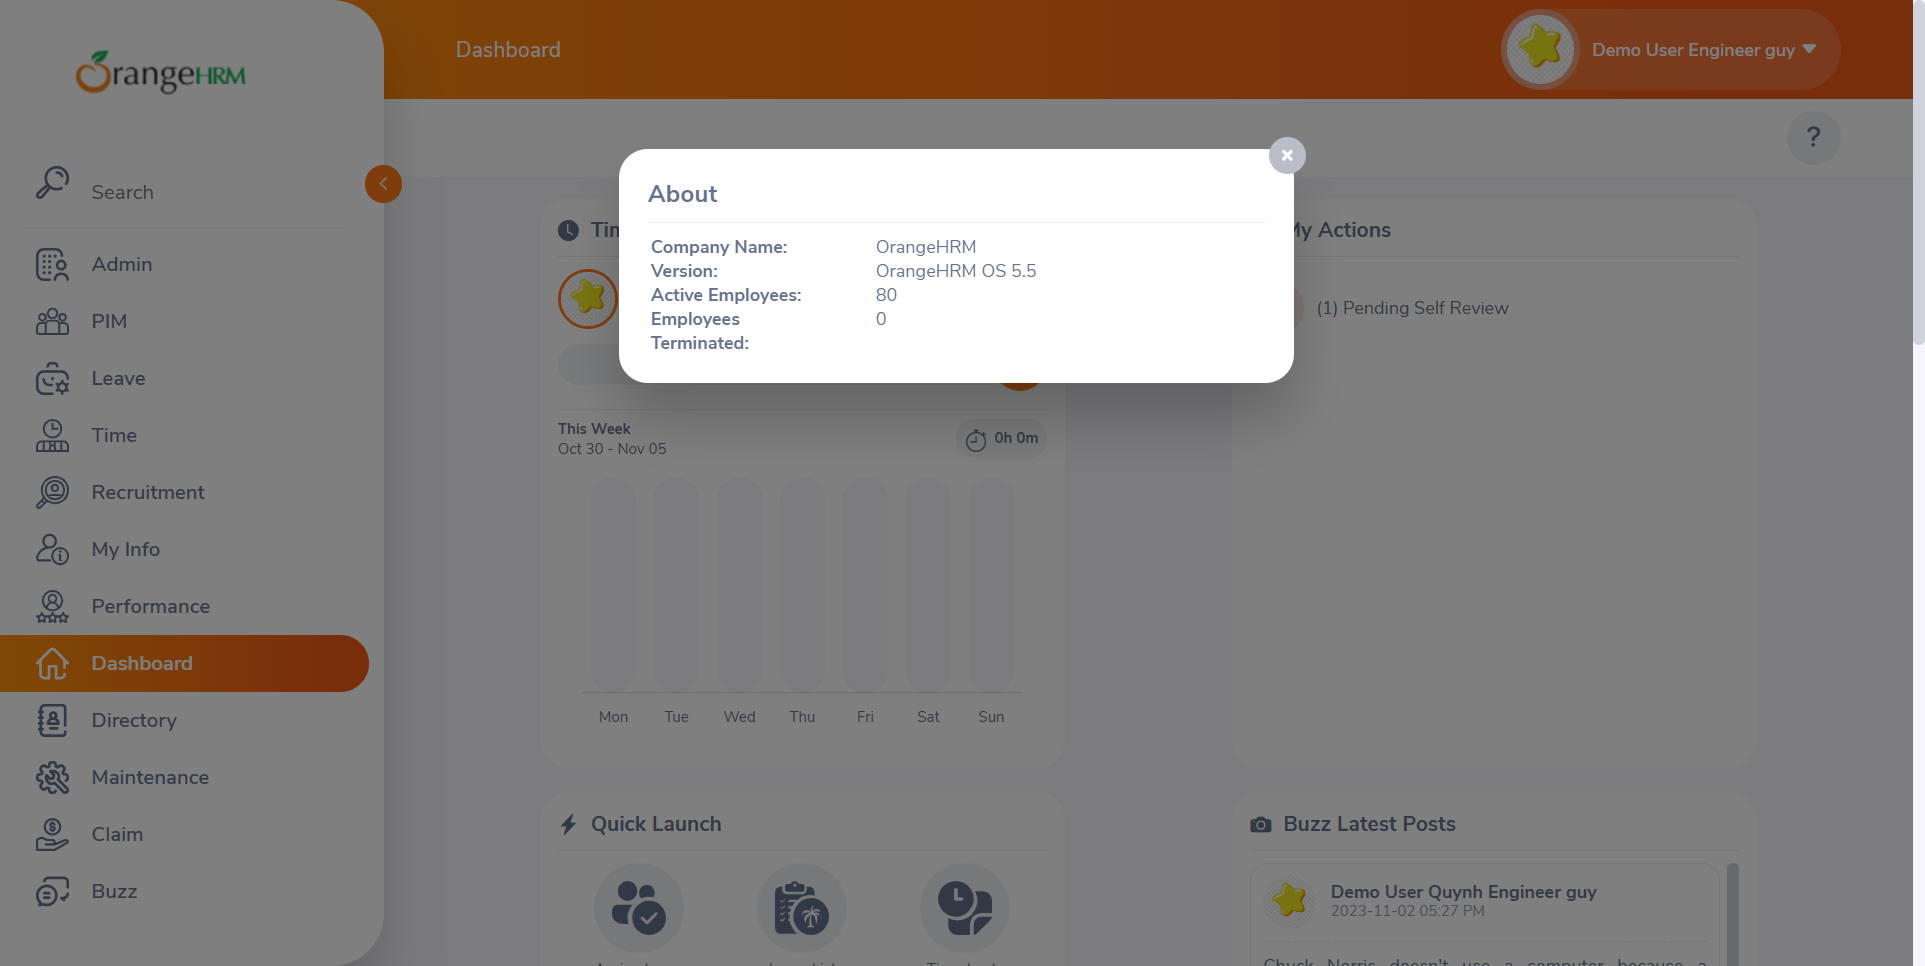 OrangeHRM
Dashboard
Demo User Engineer guy
?
Search
Admin
PIM
Leave
Time
Recruitment
My Info
Performance
Dashboard
Directory
Maintenance
Claim
Buzz
About
Company Name: OrangeHRM
Version: OrangeHRM OS 5.5
Active Employees: 80
Employees 0
Terminated:
My Actions
(1) Pending Self Review
This Week
Oct 30 - Nov 05
0h 0m
Mon Tue Wed Thu Fri Sat Sun
Quick Launch
Buzz Latest Posts
Demo User Quynh Engineer guy
2023-11-02 05:27 PM
Chuck Norris doesn't use a computer because a